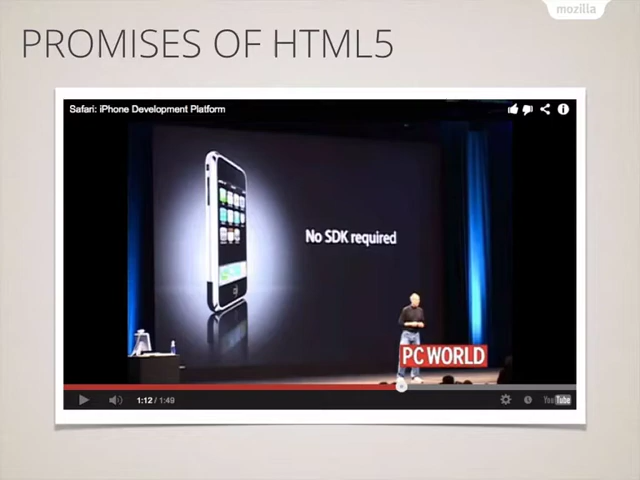 mozilla
PROMISES OF HTML5
Safari: iPhone Development Platform
No SDK required
PC WORLD
1:12 / 1:49
YouTube